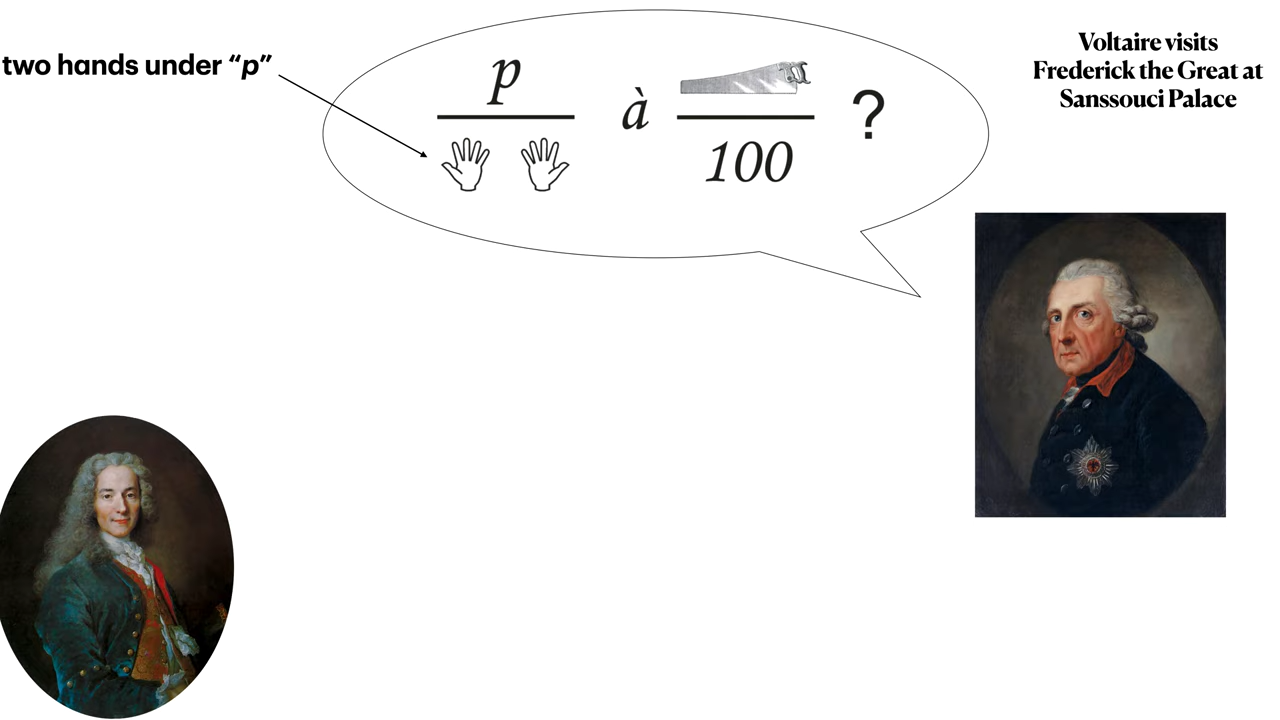 two hands under “p”
p
à
?
100
Voltaire visits
Frederick the Great at
Sanssouci Palace